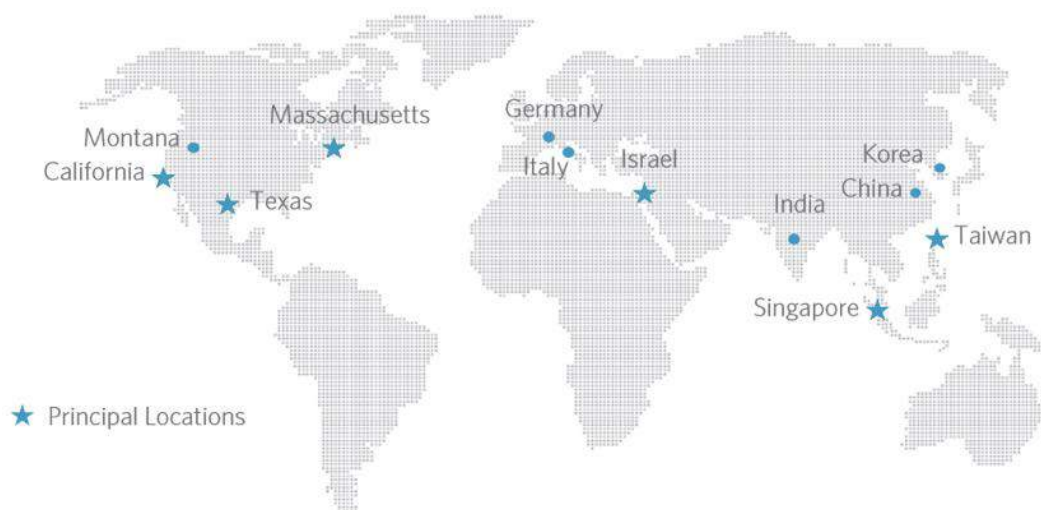 Massachusetts
Montana
California
Texas
Germany
Italy
Israel
Korea
China
India
Taiwan
Singapore
Principal Locations